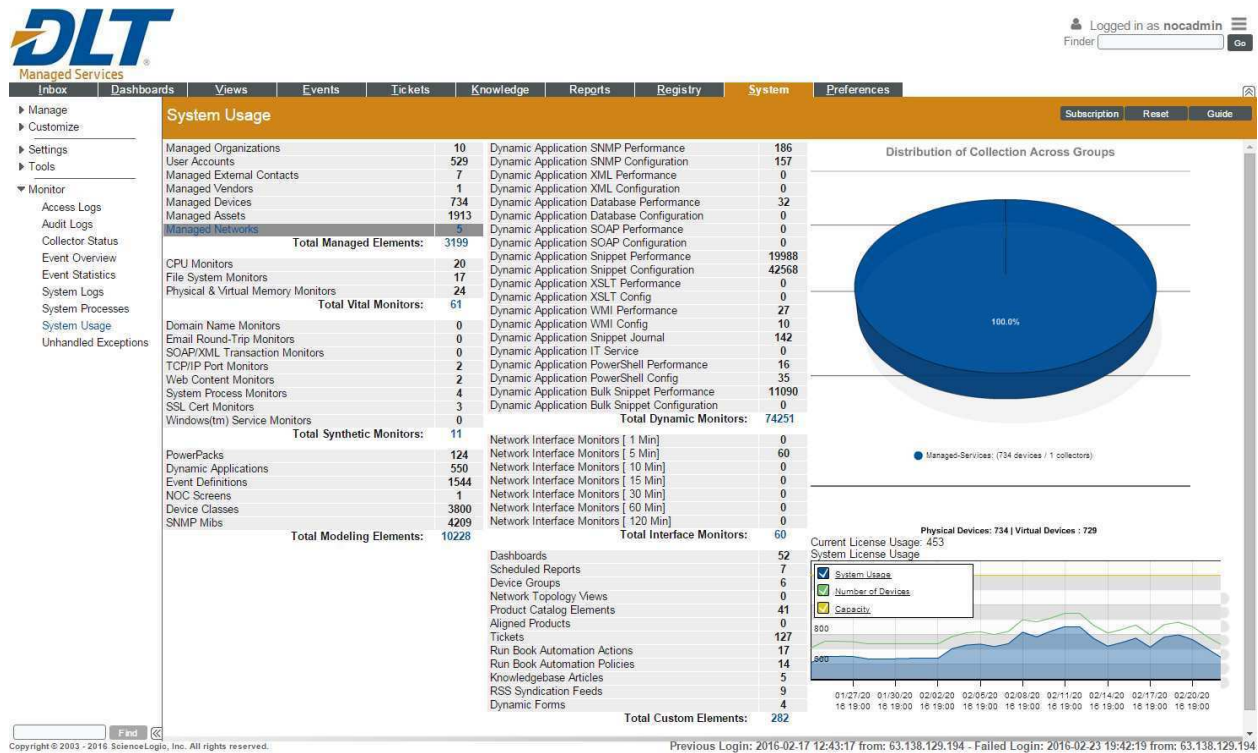 DLT
Managed Services
Logged in as nocadmin
Finder Go
Inbox Dashboards Views Events Tickets Knowledge Reports Registry System Preferences
Manage
Customize
Settings
Tools
Monitor
Access Logs
Audit Logs
Collector Status
Event Overview
Event Statistics
System Logs
System Processes
System Usage
Unhandled Exceptions
Find
System Usage
Subscription Reset Guide
Managed Organizations 10
User Accounts 529
Managed External Contacts 7
Managed Vendors 1
Managed Devices 734
Managed Assets 1913
Managed Networks 5
Total Managed Elements: 3199
CPU Monitors 20
File System Monitors 17
Physical & Virtual Memory Monitors 24
Total Vital Monitors: 61
Domain Name Monitors 0
Email Round-Trip Monitors 0
SOAP/XML Transaction Monitors 0
TCP/IP Port Monitors 2
Web Content Monitors 2
System Process Monitors 4
SSL Cert Monitors 3
Windows(tm) Service Monitors 0
Total Synthetic Monitors: 11
PowerPacks 124
Dynamic Applications 550
Event Definitions 1544
NOC Screens 1
Device Classes 3800
SNMP Mibs 4209
Total Modeling Elements: 10228
Dynamic Application SNMP Performance 186
Dynamic Application SNMP Configuration 157
Dynamic Application XML Performance 0
Dynamic Application XML Configuration 0
Dynamic Application Database Performance 32
Dynamic Application Database Configuration 0
Dynamic Application SOAP Performance 0
Dynamic Application SOAP Configuration 0
Dynamic Application Snippet Performance 19988
Dynamic Application Snippet Configuration 42568
Dynamic Application XSLT Performance 0
Dynamic Application XSLT Config 0
Dynamic Application WMI Performance 27
Dynamic Application WMI Config 10
Dynamic Application Snippet Journal 142
Dynamic Application IT Service 0
Dynamic Application PowerShell Performance 16
Dynamic Application PowerShell Config 35
Dynamic Application Bulk Snippet Performance 11090
Dynamic Application Bulk Snippet Configuration 0
Total Dynamic Monitors: 74251
Network Interface Monitors [ 1 Min] 0
Network Interface Monitors [ 5 Min] 60
Network Interface Monitors [ 10 Min] 0
Network Interface Monitors [ 15 Min] 0
Network Interface Monitors [ 30 Min] 0
Network Interface Monitors [ 60 Min] 0
Network Interface Monitors [ 120 Min] 0
Total Interface Monitors: 60
Dashboards 52
Scheduled Reports 7
Device Groups 6
Network Topology Views 0
Product Catalog Elements 41
Aligned Products 0
Tickets 127
Run Book Automation Actions 17
Run Book Automation Policies 14
Knowledgebase Articles 5
RSS Syndication Feeds 9
Dynamic Forms 4
Total Custom Elements: 282
Distribution of Collection Across Groups
100.0%
Managed-Services: (734 devices / 1 collectors)
Physical Devices: 734 | Virtual Devices : 729
Current License Usage: 453
System License Usage
System Usage
Number of Devices
Capacity
800
600
01/27/20 01/30/20 02/02/20 02/05/20 02/08/20 02/11/20 02/14/20 02/17/20 02/20/20
16 19:00 16 19:00 16 19:00 16 19:00 16 19:00 16 19:00 16 19:00 16 19:00 16 19:00
Copyright © 2003 - 2016 ScienceLogic, Inc. All rights reserved.
Previous Login: 2016-02-17 12:43:17 from: 63.138.129.194 - Failed Login: 2016-02-23 19:42:19 from: 63.138.129.194